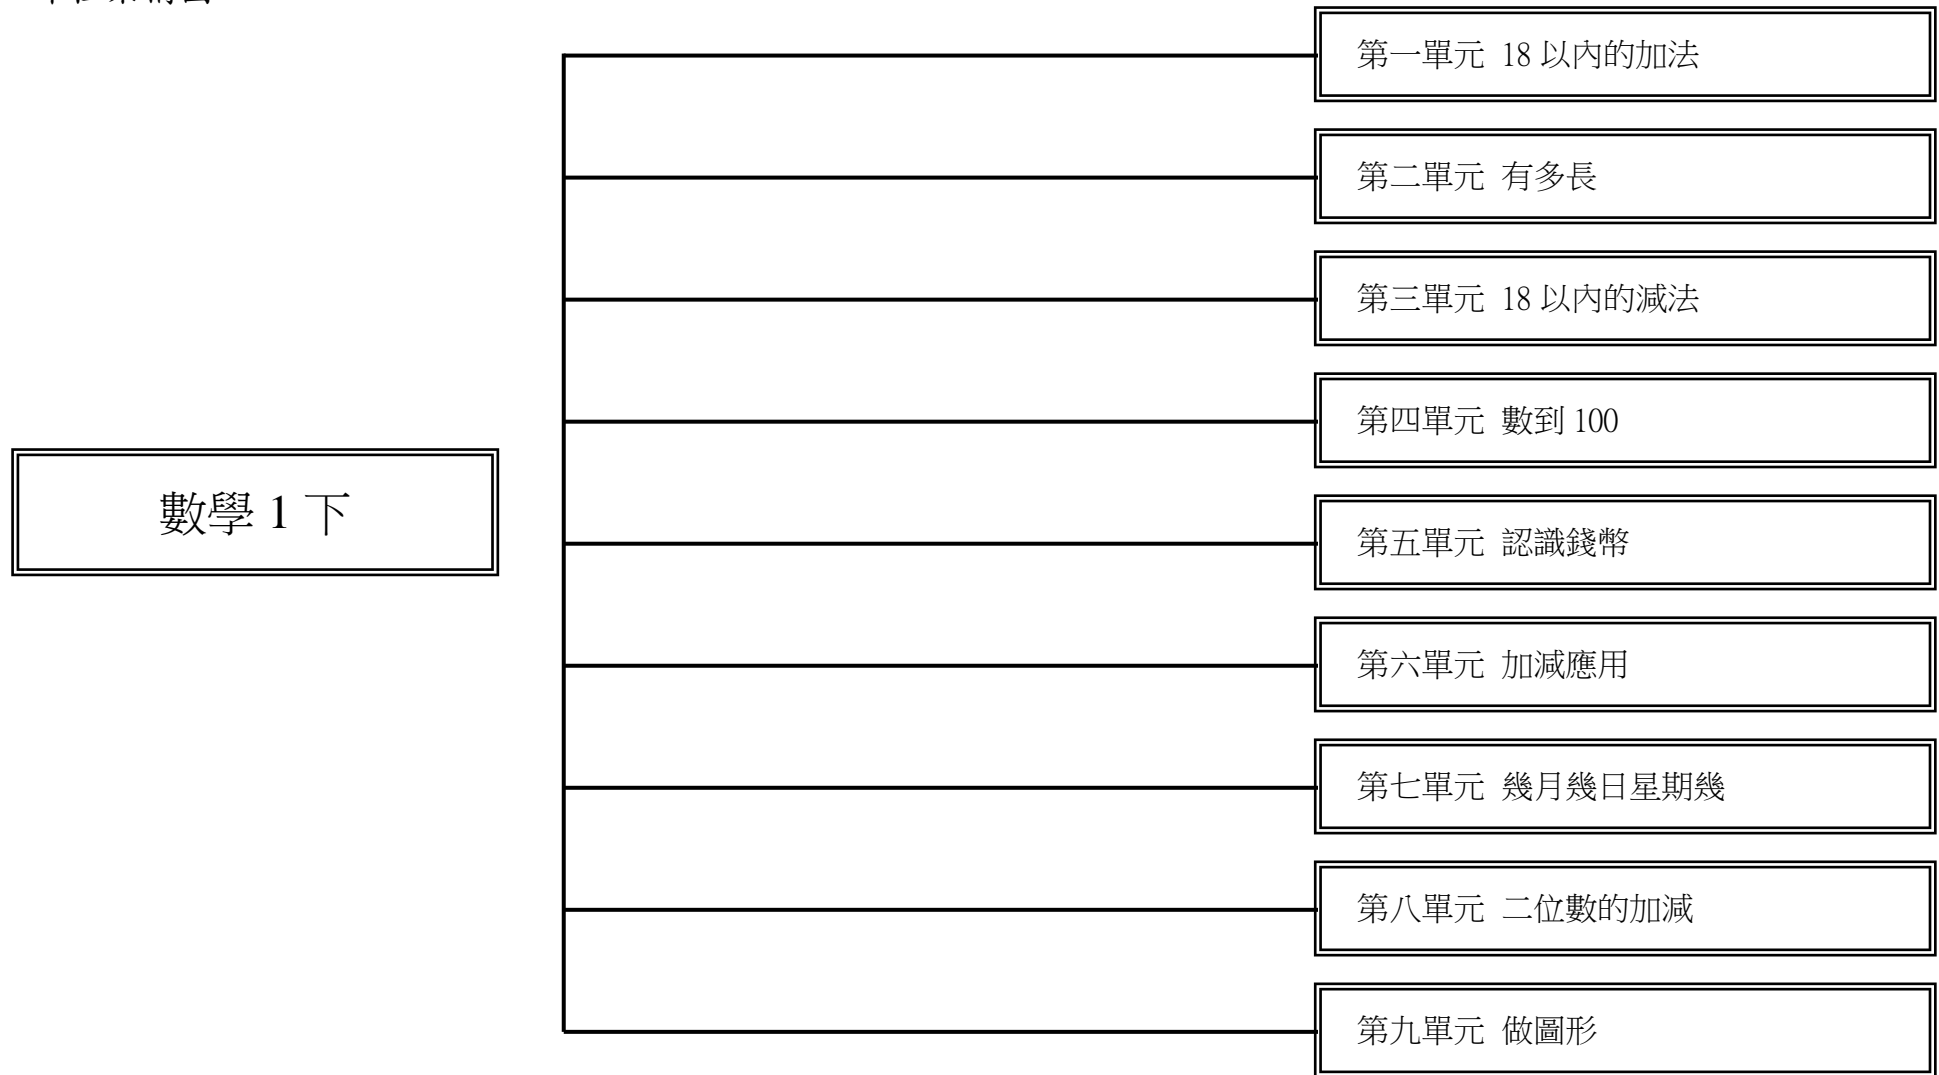 數學 1 下
第一單元 18 以內的加法
第二單元 有多長
第三單元 18 以內的減法
第四單元 數到 100
第五單元 認識錢幣
第六單元 加減應用
第七單元 幾月幾日星期幾
第八單元 二位數的加減
第九單元 做圖形